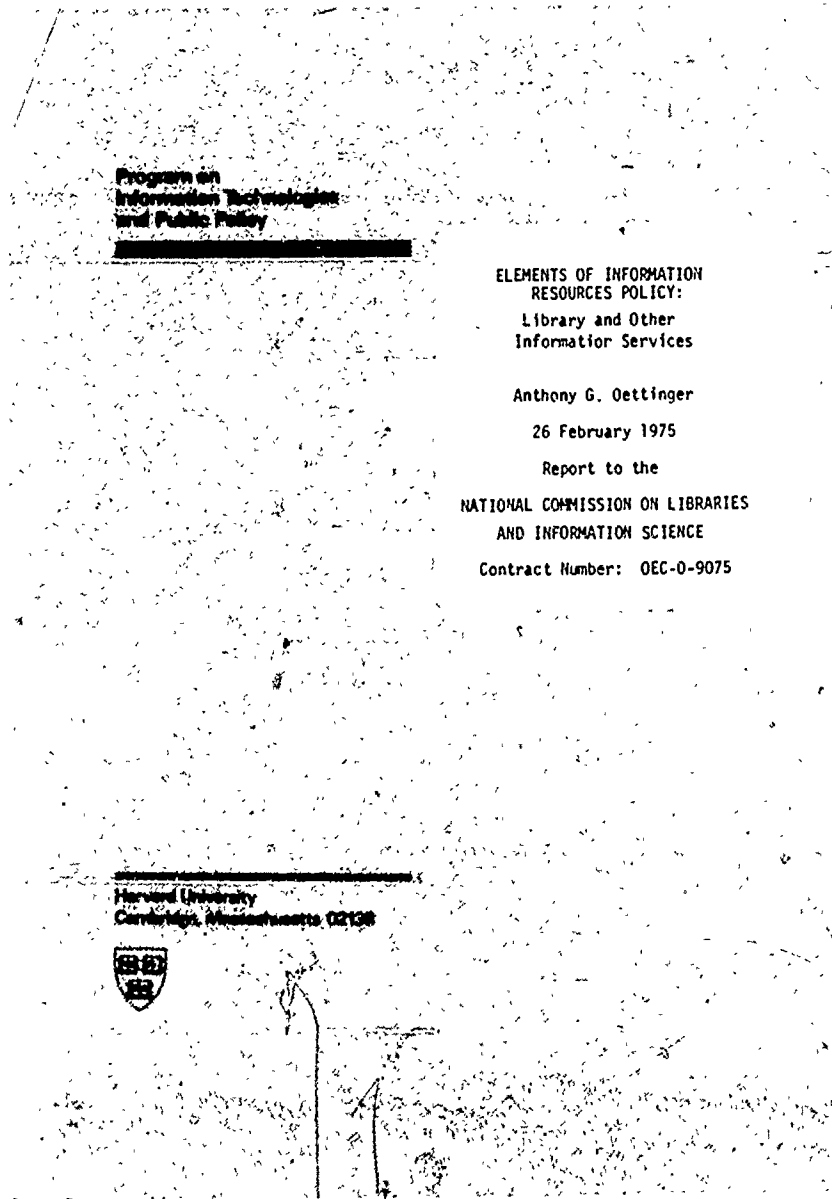 Program on
Information Technologies
and Public Policy
ELEMENTS OF INFORMATION
RESOURCES POLICY:
Library and Other
Informatior Services
Anthony G. Oettinger
26 February 1975
Report to the
NATIONAL COMMISSION ON LIBRARIES
AND INFORMATION SCIENCE
Contract Number: OEC-0-9075
Harvard University
Cambridge, Massachusetts 02138